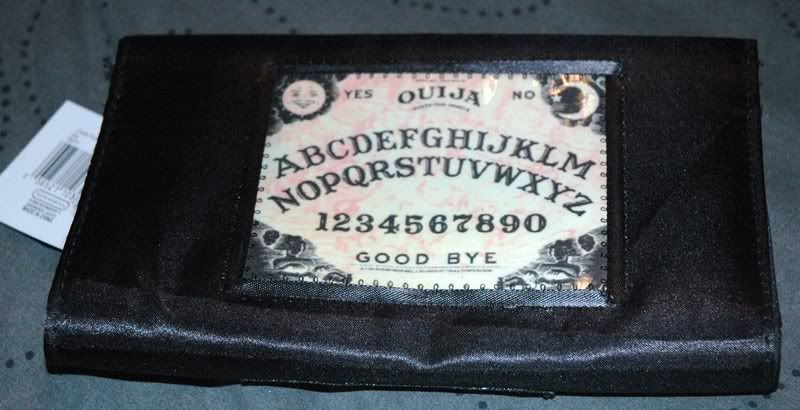 YES OUIJA NO
ABCDEFGHIJKLM
NOPQRSTUVWXYZ
1234567890
GOOD BYE